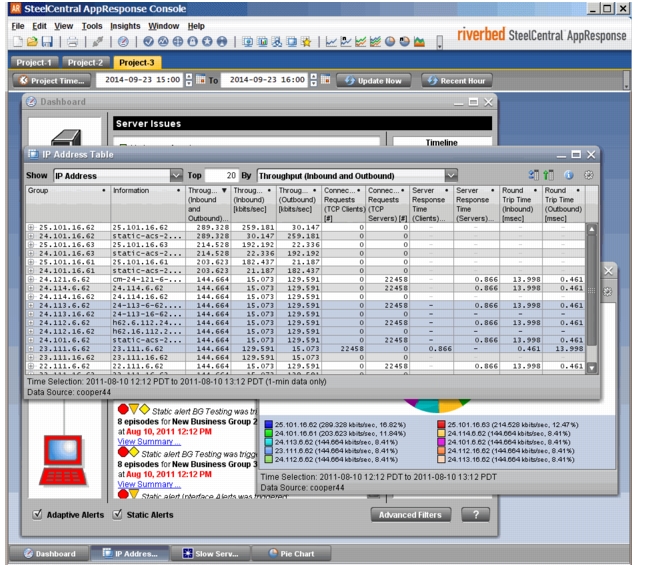 SteelCentral AppResponse Console
File Edit View Tools Insights Window Help
riverbed SteelCentral AppResponse
Project-1 Project-2 Project-3
Project Time... 2014-09-23 15:00 To 2014-09-23 16:00 Update Now Recent Hour
Dashboard
Server Issues
Timeline
IP Address Table
Show IP Address Top 20 By Throughput (Inbound and Outbound)
Group Information Throug... (Inbound and Outbound)... Throug... (Inbound) [kbits/sec] Throug... (Outbound) [kbits/sec] Connec... Requests (TCP Clients) [#] Connec... Requests (TCP Servers) [#] Server Response Time (Clients)... Server Response Time (Servers)... Round Trip Time (Inbound) [msec] Round Trip Time (Outbound) [msec]
25.101.16.62 25.101.16.62 289.328 259.181 30.147 0 0 - - - -
24.101.16.62 static-acs-2... 289.328 30.147 259.181 0 0 - - - -
25.101.16.63 25.101.16.63 214.528 192.192 22.336 0 0 - - - -
24.101.16.63 static-acs-2... 214.528 22.336 192.192 0 0 - - - -
25.101.16.61 25.101.16.61 203.623 182.437 21.187 0 0 - - - -
24.101.16.61 static-acs-2... 203.623 21.187 182.437 0 0 - - - -
24.121.6.62 cm-24-121-6-... 144.664 15.073 129.591 0 22458 - 0.866 13.998 0.461
24.114.6.62 24.114.6.62 144.664 15.073 129.591 0 22458 - 0.866 13.998 0.461
24.114.16.62 24.114.16.62 144.664 15.073 129.591 0 0 - - - -
24.113.6.62 24-113-6-62.... 144.664 15.073 129.591 0 22458 - 0.866 13.998 0.461
24.113.16.62 24-113-16-62... 144.664 15.073 129.591 0 0 - - - -
24.112.6.62 h62.6.112.24... 144.664 15.073 129.591 0 22458 - 0.866 13.998 0.461
24.112.16.62 h62.16.112.2... 144.664 15.073 129.591 0 0 - - - -
24.101.6.62 static-acs-2... 144.664 15.073 129.591 0 22458 - 0.866 13.998 0.461
23.111.6.62 23.111.6.62 144.664 129.591 15.073 22458 0 0.866 - 0.461 13.998
23.111.16.62 23.111.16.62 144.664 129.591 15.073 0 0 - - - -
22.111.6.62 22.111.6.62 144.664 15.073 129.591 0 22458 - 0.866 13.998 0.461
Time Selection: 2011-08-10 12:12 PDT to 2011-08-10 13:12 PDT (1-min data only)
Data Source: cooper44
Static alert BG Testing was tri
8 episodes for New Business Group 2
at Aug 10, 2011 12:12 PM
View Summary...
Static alert BG Testing was trigge
8 episodes for New Business Group 3
at Aug 10, 2011 12:12 PM
View Summary...
Static alert Interface Alerts was triggered
25.101.16.62 (289.328 kbits/sec, 16.82%) 25.101.16.63 (214.528 kbits/sec, 12.47%)
24.101.16.61 (203.623 kbits/sec, 11.84%) 24.114.6.62 (144.664 kbits/sec, 8.41%)
24.113.6.62 (144.664 kbits/sec, 8.41%) 24.101.6.62 (144.664 kbits/sec, 8.41%)
23.111.6.62 (144.664 kbits/sec, 8.41%) 24.112.16.62 (144.664 kbits/sec, 8.41%)
24.112.6.62 (144.664 kbits/sec, 8.41%) 24.113.16.62 (144.664 kbits/sec, 8.41%)
Time Selection: 2011-08-10 12:12 PDT to 2011-08-10 13:12 PDT
Data Source: cooper44
Adaptive Alerts Static Alerts Advanced Filters ?
Dashboard IP Addres... Slow Serv... Pie Chart